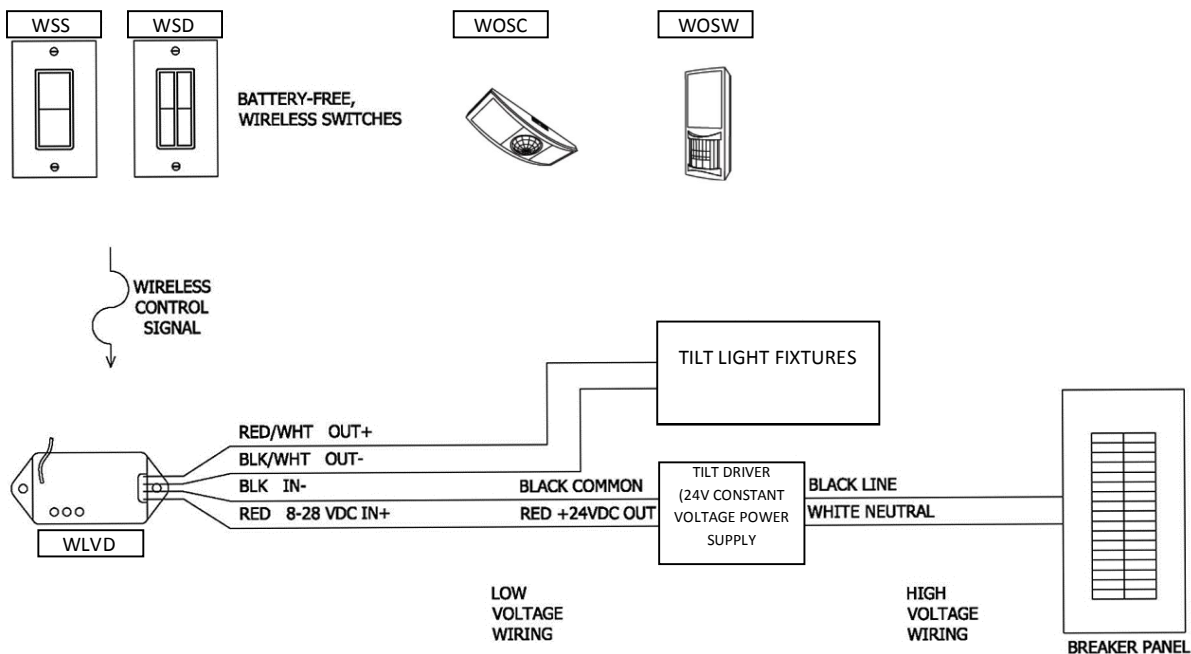 WSS
WSD
WOSC
WOSW
BATTERY-FREE,
WIRELESS SWITCHES
WIRELESS
CONTROL
SIGNAL
TILT LIGHT FIXTURES
RED/WHT OUT+
BLK/WHT OUT-
BLK IN-
RED 8-28 VDC IN+
WLVD
BLACK COMMON
RED +24VDC OUT
TILT DRIVER
(24V CONSTANT
VOLTAGE POWER
SUPPLY
BLACK LINE
WHITE NEUTRAL
LOW
VOLTAGE
WIRING
HIGH
VOLTAGE
WIRING
BREAKER PANEL